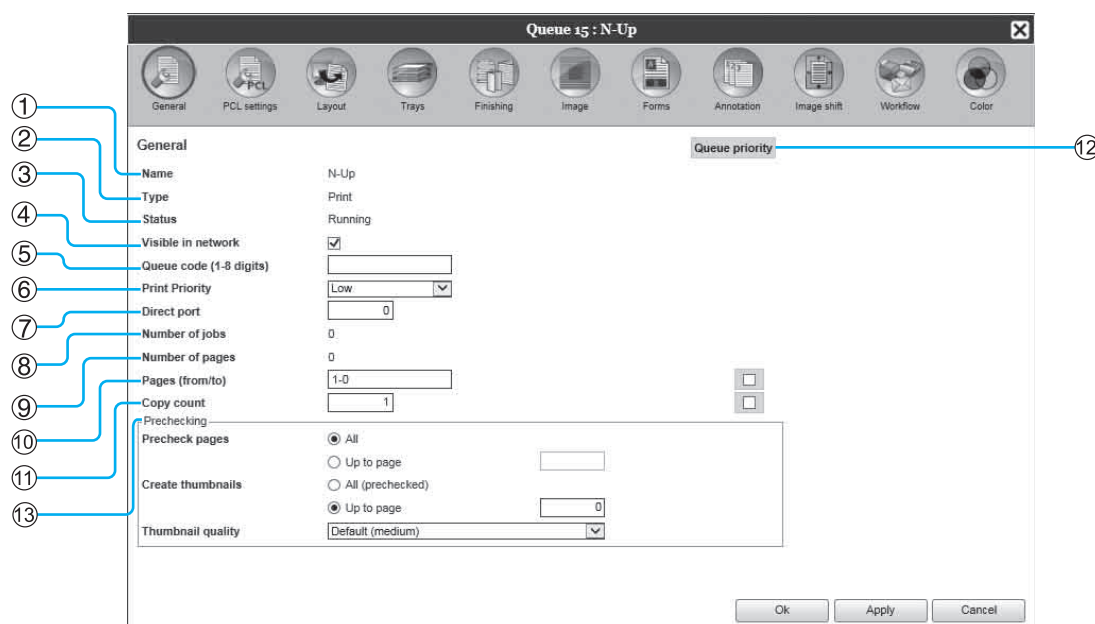 Queue 15 : N-Up
General PCL settings Layout Trays Finishing Image Forms Annotation Image shift Workflow Color
PCL
1
2
3
4
5
6
7
8
9
10
11
13
12
General
Queue priority
Name N-Up
Type Print
Status Running
Visible in network
Queue code (1-8 digits)
Print Priority Low
Direct port 0
Number of jobs 0
Number of pages 0
Pages (from/to) 1-0
Copy count 1
Prechecking
Precheck pages All
Up to page
Create thumbnails All (prechecked)
Up to page 0
Thumbnail quality Default (medium)
Ok Apply Cancel